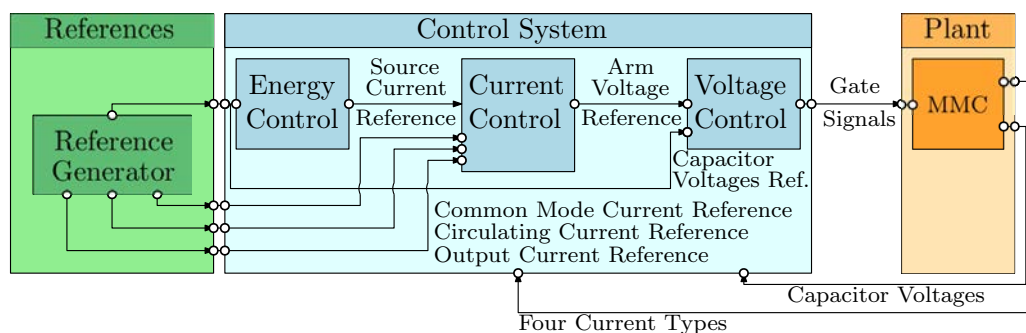 References
Control System
Plant
Reference
Generator
Energy
Control
Source
Current
Reference
Current
Control
Arm
Voltage
Reference
Voltage
Control
Gate
Signals
MMC
Capacitor
Voltages Ref.
Common Mode Current Reference
Circulating Current Reference
Output Current Reference
Capacitor Voltages
Four Current Types